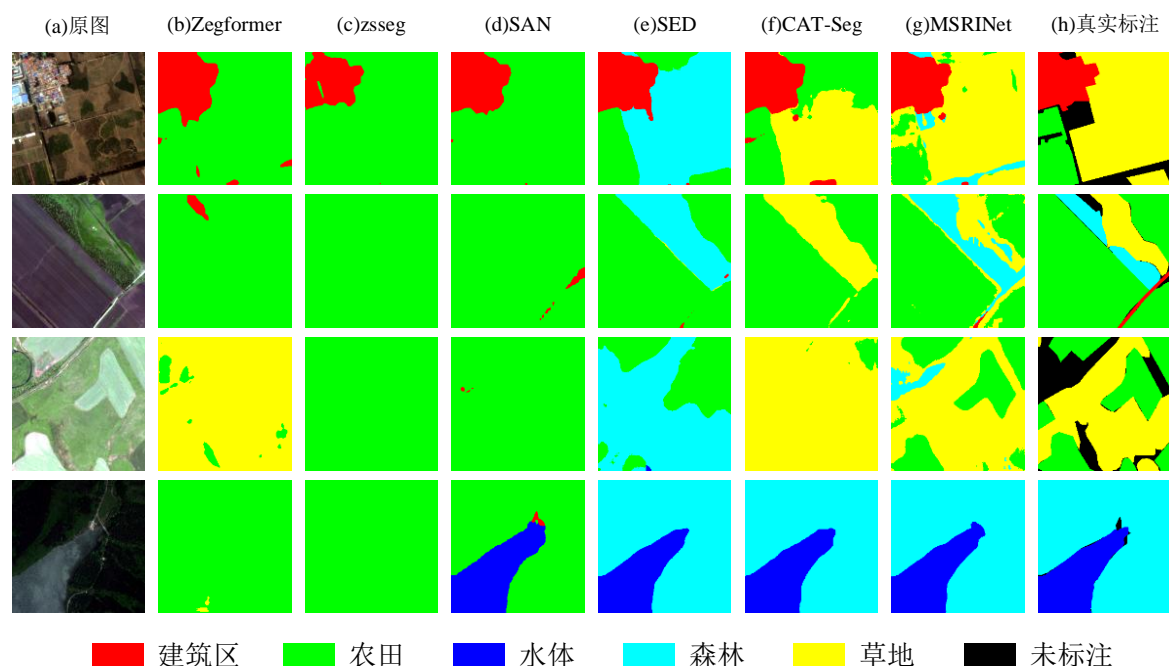 (a)原图 (b)Zegformer (c)zsseg (d)SAN (e)SED (f)CAT-Seg (g)MSRINet (h)真实标注
建筑区 农田 水体 森林 草地 未标注